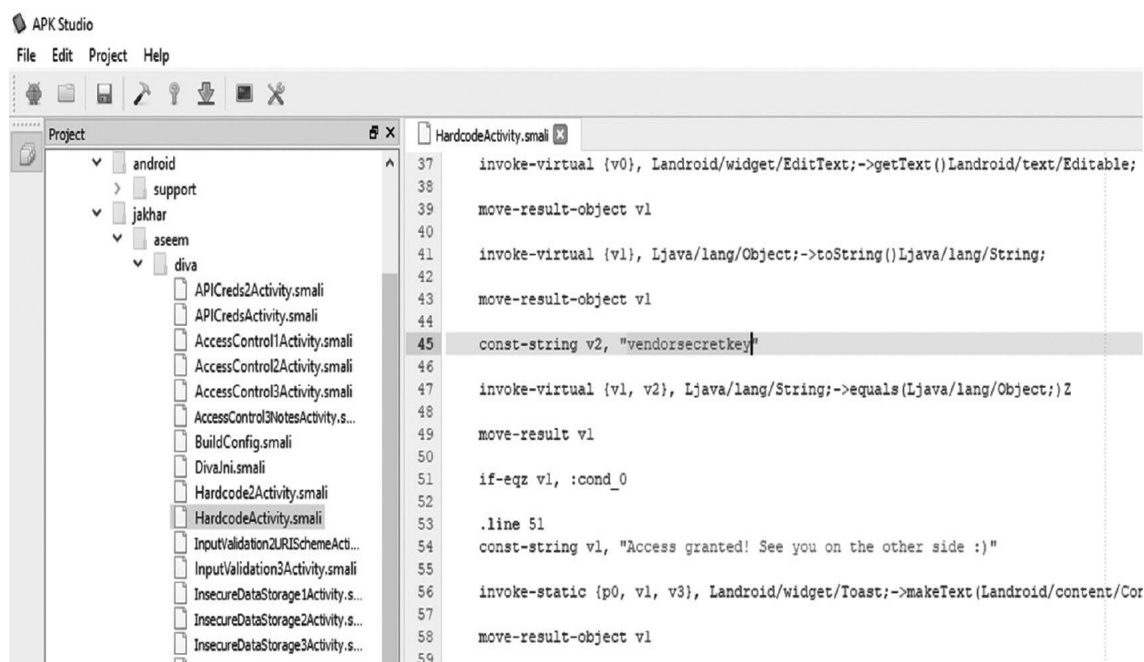 APK Studio
File Edit Project Help
Project
android
support
jakhar
aseem
diva
APICreds2Activity.smali
APICredsActivity.smali
AccessControl1Activity.smali
AccessControl2Activity.smali
AccessControl3Activity.smali
AccessControl3NotesActivity.s...
BuildConfig.smali
DivaJni.smali
Hardcode2Activity.smali
HardcodeActivity.smali
InputValidation2URISchemeActi...
InputValidation3Activity.smali
InsecureDataStorage1Activity.s...
InsecureDataStorage2Activity.s...
InsecureDataStorage3Activity.s...
HardcodeActivity.smali
37 invoke-virtual {v0}, Landroid/widget/EditText;->getText()Landroid/text/Editable;
38
39 move-result-object v1
40
41 invoke-virtual {v1}, Ljava/lang/Object;->toString()Ljava/lang/String;
42
43 move-result-object v1
44
45 const-string v2, "vendorsecretkey"
46
47 invoke-virtual {v1, v2}, Ljava/lang/String;->equals(Ljava/lang/Object;)Z
48
49 move-result v1
50
51 if-eqz v1, :cond_0
52
53 .line 51
54 const-string v1, "Access granted! See you on the other side :)"
55
56 invoke-static {p0, v1, v3}, Landroid/widget/Toast;->makeText(Landroid/content/Con
57
58 move-result-object v1
59